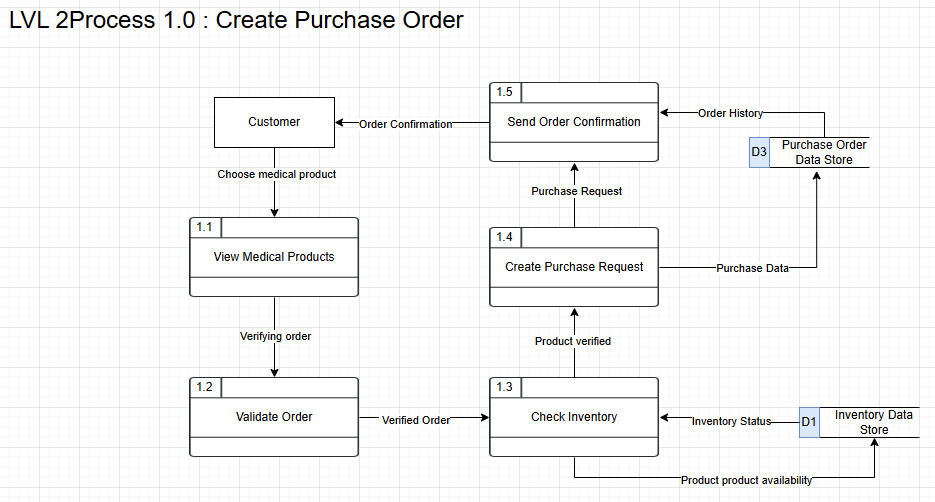 LVL 2Process 1.0 : Create Purchase Order
1.5
Customer
Order Confirmation
Send Order Confirmation
Order History
D3
Purchase Order
Data Store
Choose medical product
Purchase Request
1.1
View Medical Products
1.4
Create Purchase Request
Purchase Data
Verifying order
Product verified
1.2
Validate Order
Verified Order
1.3
Check Inventory
Inventory Status
D1
Inventory Data
Store
Product product availability